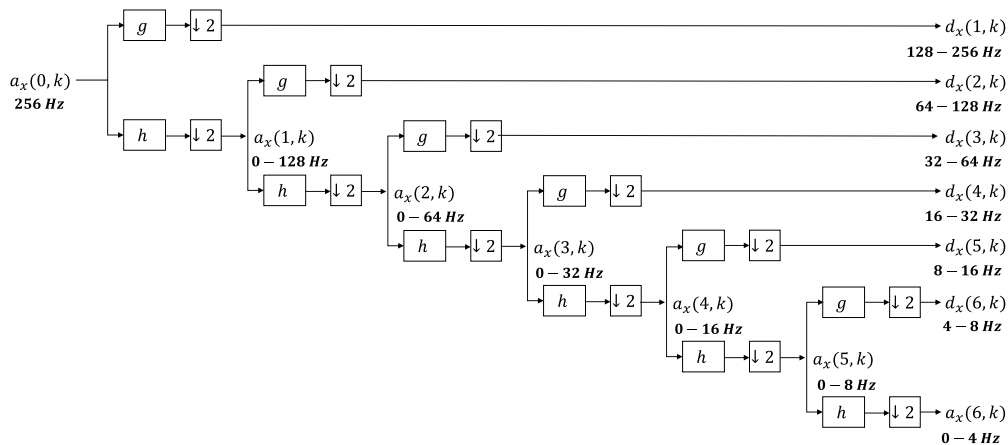 g ↓ 2 d_x(1, k)
128 – 256 Hz
a_x(0, k)
256 Hz
g ↓ 2 d_x(2, k)
64 – 128 Hz
h ↓ 2 a_x(1, k)
0 – 128 Hz
g ↓ 2 d_x(3, k)
32 – 64 Hz
h ↓ 2 a_x(2, k)
0 – 64 Hz
g ↓ 2 d_x(4, k)
16 – 32 Hz
h ↓ 2 a_x(3, k)
0 – 32 Hz
g ↓ 2 d_x(5, k)
8 – 16 Hz
h ↓ 2 a_x(4, k)
0 – 16 Hz
g ↓ 2 d_x(6, k)
4 – 8 Hz
h ↓ 2 a_x(5, k)
0 – 8 Hz
h ↓ 2 a_x(6, k)
0 – 4 Hz